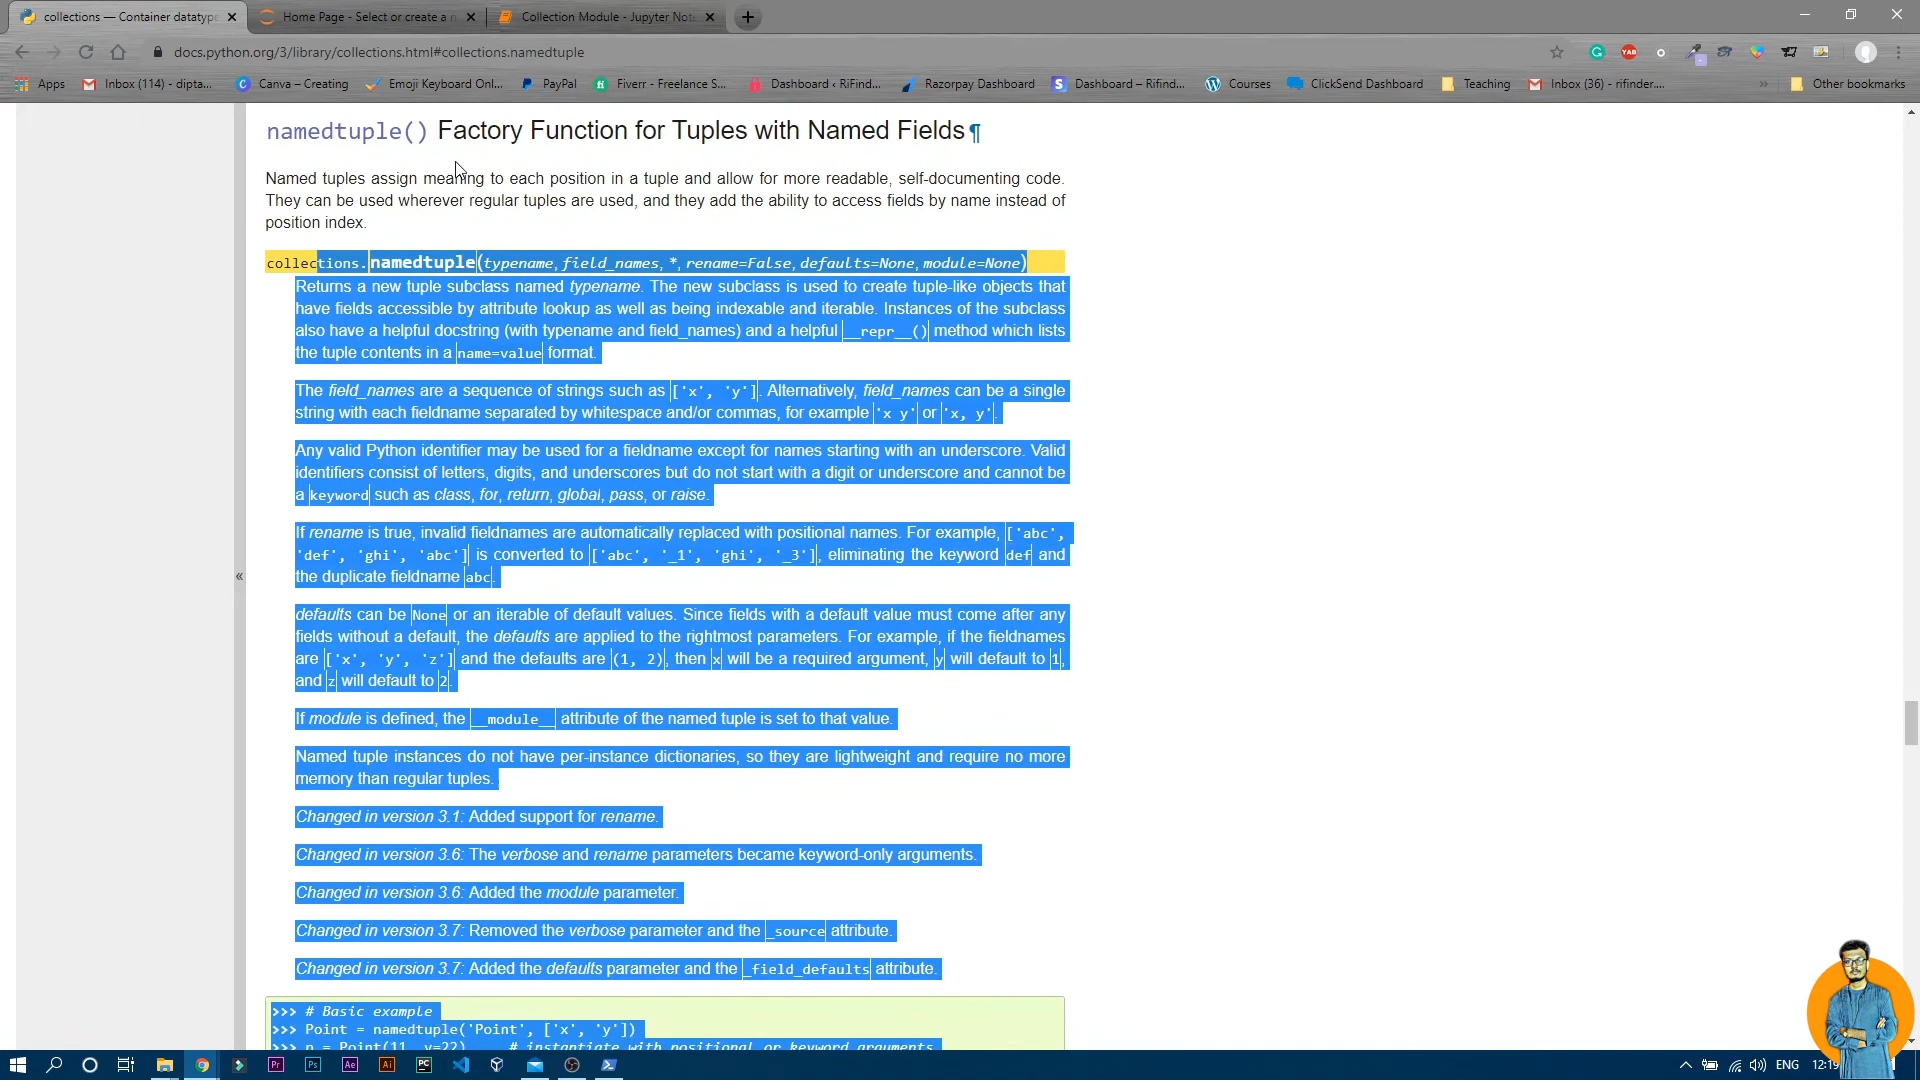 collections — Container datatype
Home Page - Select or create a n
Collection Module - Jupyter Not
docs.python.org/3/library/collections.html#collections.namedtuple
Apps
Inbox (114) - dipta...
Canva – Creating
Emoji Keyboard Onl...
PayPal
Fiverr - Freelance S...
Dashboard ‹ RiFind...
Razorpay Dashboard
Dashboard – Rifind...
Courses
ClickSend Dashboard
Teaching
Inbox (36) - rifinder....
»
Other bookmarks
namedtuple() Factory Function for Tuples with Named Fields¶
Named tuples assign meaning to each position in a tuple and allow for more readable, self-documenting code.
They can be used wherever regular tuples are used, and they add the ability to access fields by name instead of
position index.
collections.namedtuple(typename, field_names, *, rename=False, defaults=None, module=None)
Returns a new tuple subclass named typename. The new subclass is used to create tuple-like objects that
have fields accessible by attribute lookup as well as being indexable and iterable. Instances of the subclass
also have a helpful docstring (with typename and field_names) and a helpful __repr__() method which lists
the tuple contents in a name=value format.
The field_names are a sequence of strings such as ['x', 'y']. Alternatively, field_names can be a single
string with each fieldname separated by whitespace and/or commas, for example 'x y' or 'x, y'.
Any valid Python identifier may be used for a fieldname except for names starting with an underscore. Valid
identifiers consist of letters, digits, and underscores but do not start with a digit or underscore and cannot be
a keyword such as class, for, return, global, pass, or raise.
If rename is true, invalid fieldnames are automatically replaced with positional names. For example, ['abc',
'def', 'ghi', 'abc'] is converted to ['abc', '_1', 'ghi', '_3'], eliminating the keyword def and
the duplicate fieldname abc.
«
defaults can be None or an iterable of default values. Since fields with a default value must come after any
fields without a default, the defaults are applied to the rightmost parameters. For example, if the fieldnames
are ['x', 'y', 'z'] and the defaults are (1, 2), then x will be a required argument, y will default to 1,
and z will default to 2.
If module is defined, the __module__ attribute of the named tuple is set to that value.
Named tuple instances do not have per-instance dictionaries, so they are lightweight and require no more
memory than regular tuples.
Changed in version 3.1: Added support for rename.
Changed in version 3.6: The verbose and rename parameters became keyword-only arguments.
Changed in version 3.6: Added the module parameter.
Changed in version 3.7: Removed the verbose parameter and the _source attribute.
Changed in version 3.7: Added the defaults parameter and the _field_defaults attribute.
>>> # Basic example
>>> Point = namedtuple('Point', ['x', 'y'])
>>> p = Point(11, y=22) # instantiate with positional or keyword arguments
Pr
Ps
Ae
Ai
PC
ENG
12:19